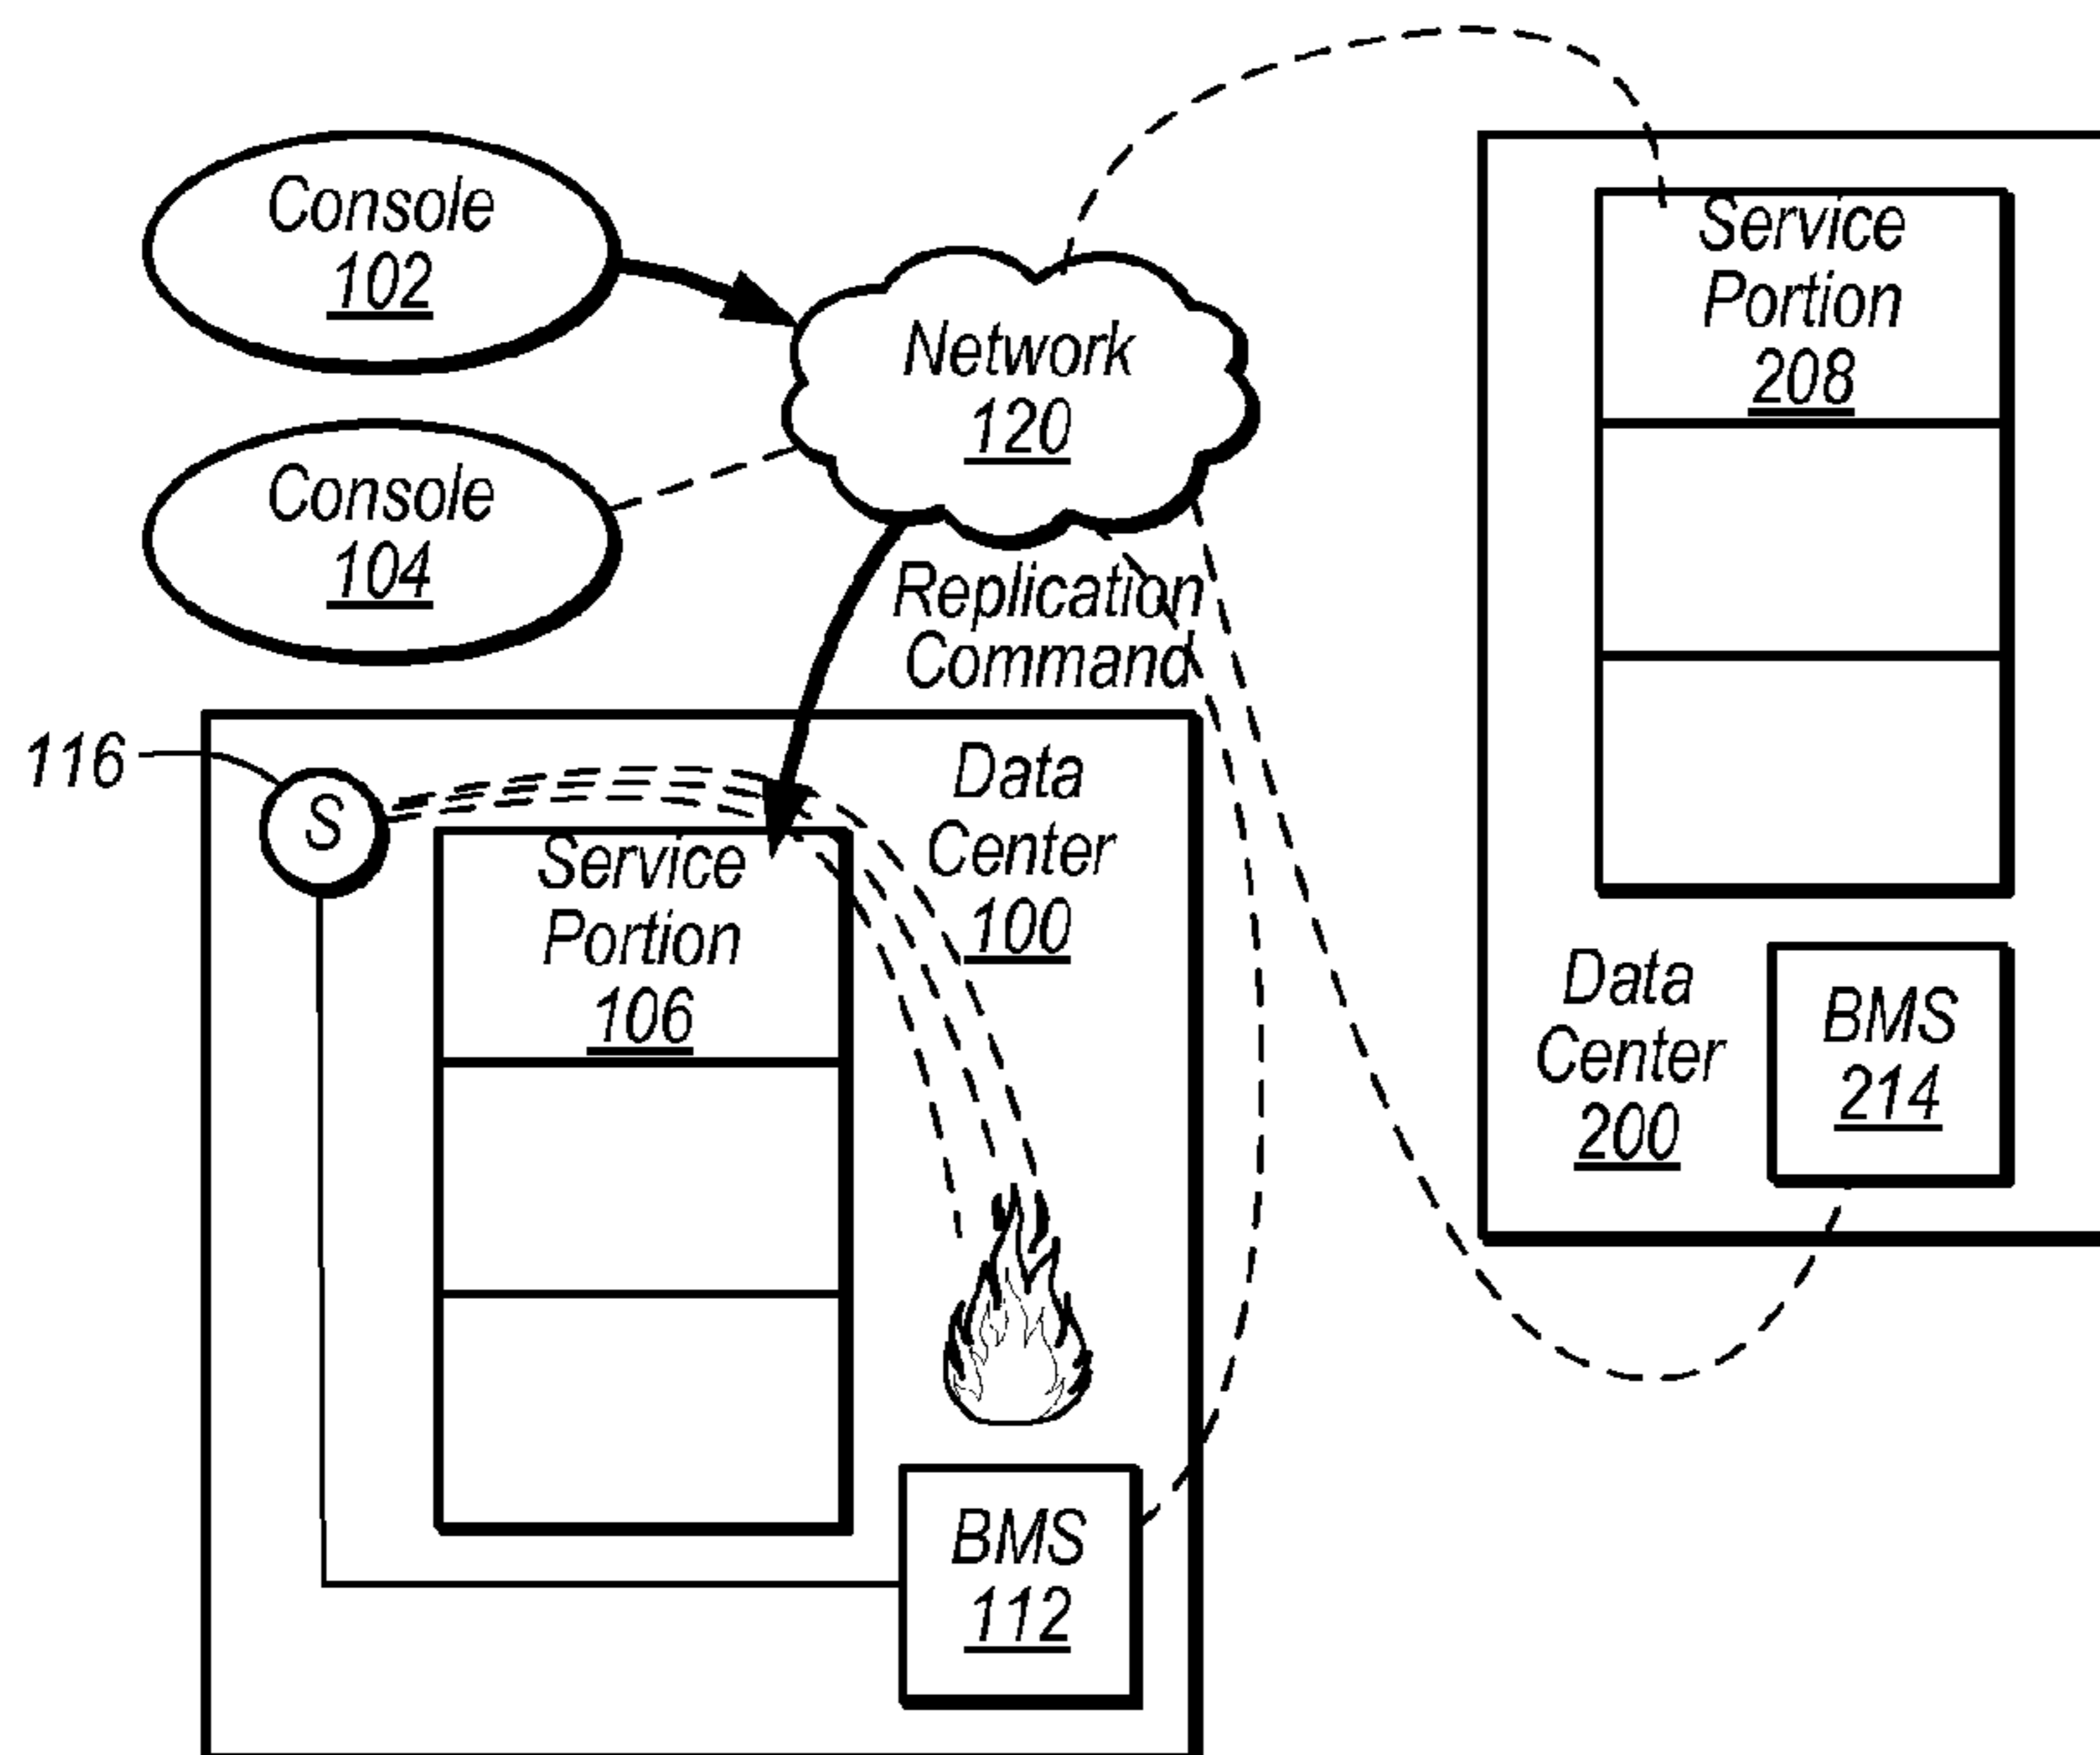 Console
102
Console
104
Network
120
Replication
Command
Service
Portion
208
Data
Center
200
BMS
214
116
S
Service
Portion
106
Data
Center
100
BMS
112